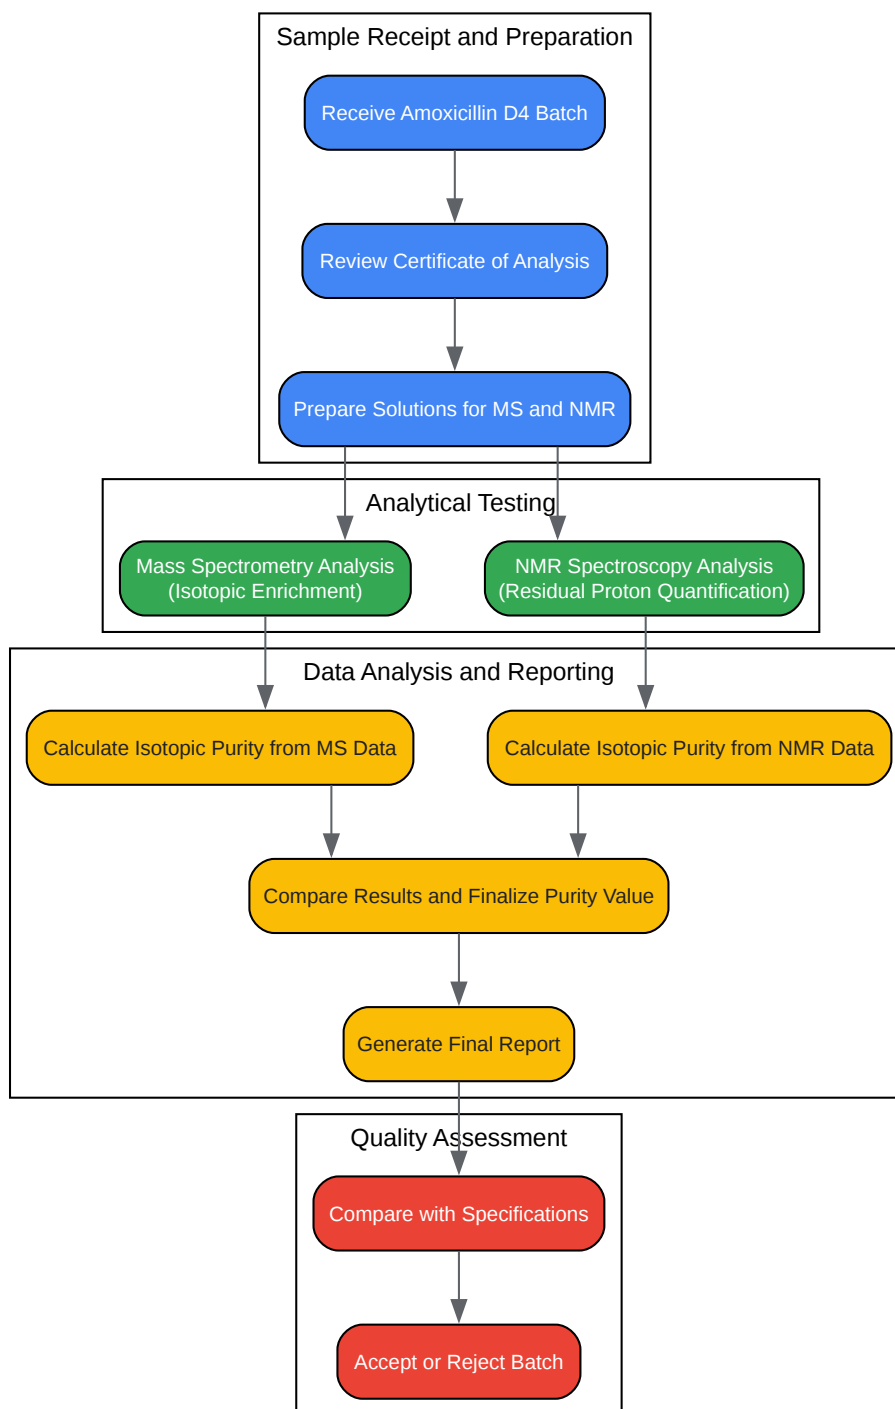 Sample Receipt and Preparation
Receive Amoxicillin D4 Batch
Review Certificate of Analysis
Prepare Solutions for MS and NMR
Analytical Testing
Mass Spectrometry Analysis
(Isotopic Enrichment)
NMR Spectroscopy Analysis
(Residual Proton Quantification)
Data Analysis and Reporting
Calculate Isotopic Purity from MS Data
Calculate Isotopic Purity from NMR Data
Compare Results and Finalize Purity Value
Generate Final Report
Quality Assessment
Compare with Specifications
Accept or Reject Batch